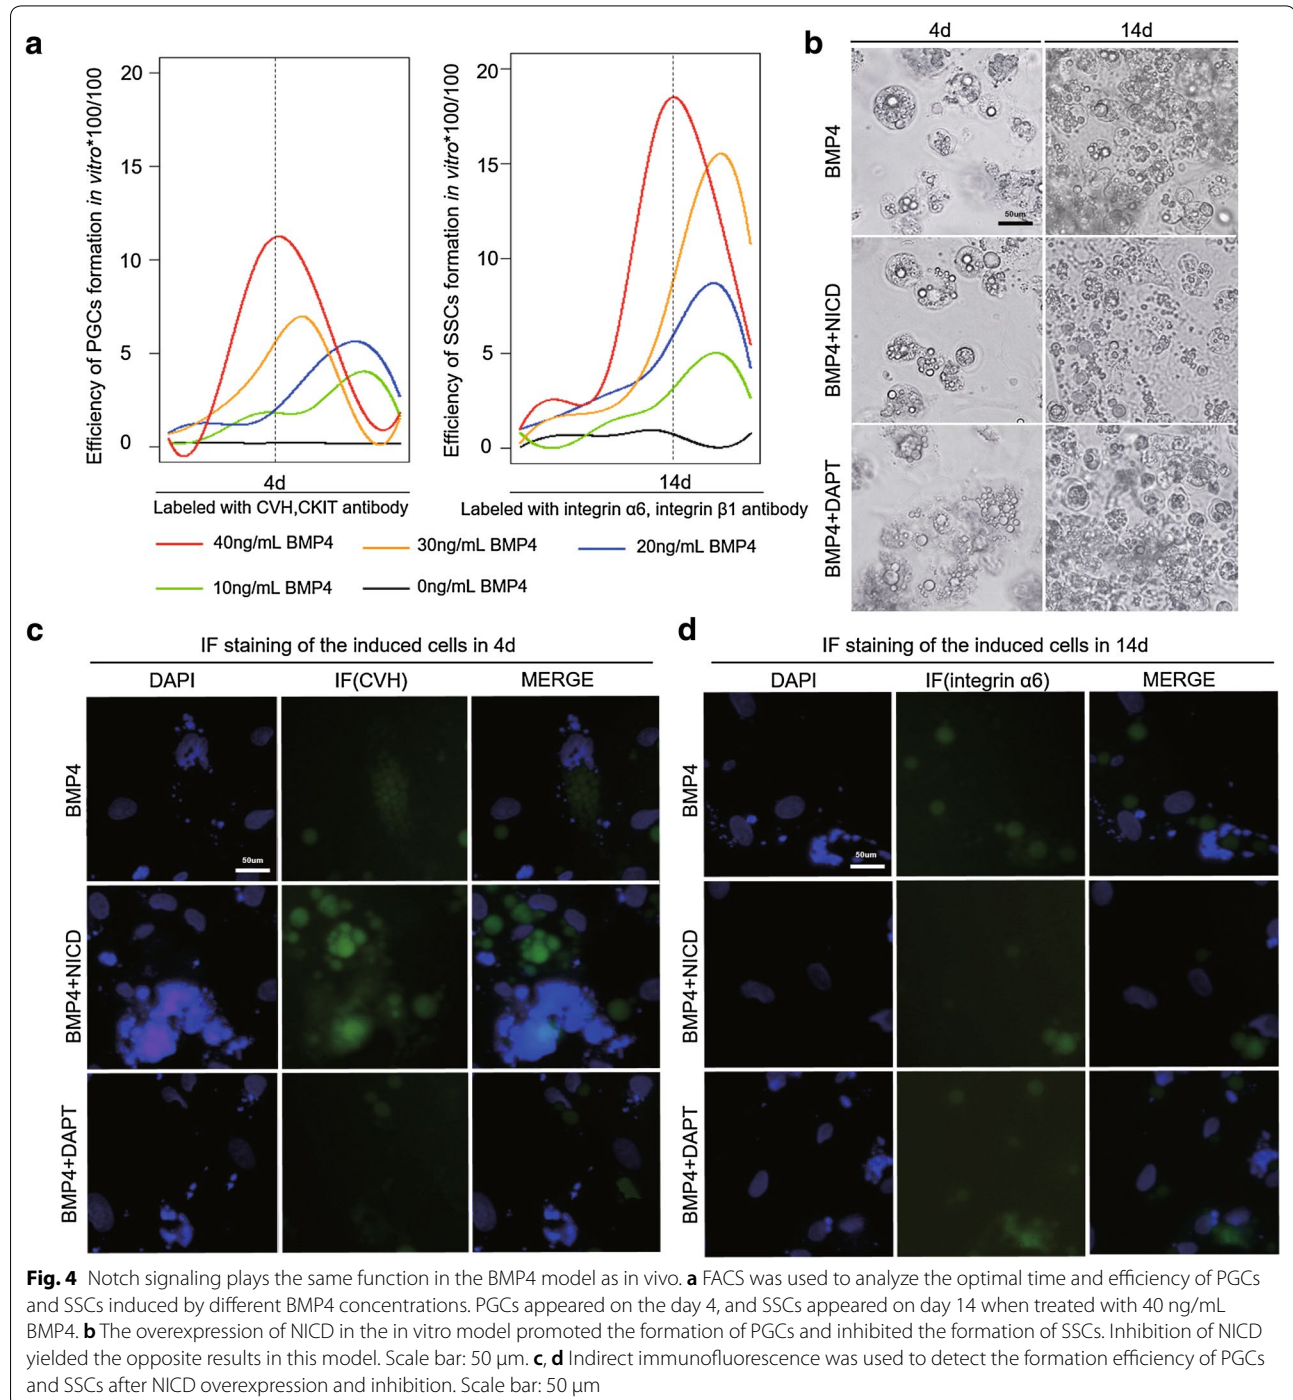 a
Efficiency of PGCs formation in vitro*100/100
20
15
10
5
0
4d
Labeled with CVH,CKIT antibody
Efficiency of SSCs formation in vitro*100/100
20
15
10
5
0
14d
Labeled with integrin α6, integrin β1 antibody
40ng/mL BMP4
30ng/mL BMP4
20ng/mL BMP4
10ng/mL BMP4
0ng/mL BMP4
b
4d
14d
BMP4
50um
BMP4+NICD
BMP4+DAPT
c
IF staining of the induced cells in 4d
DAPI
IF(CVH)
MERGE
BMP4
50um
BMP4+NICD
BMP4+DAPT
d
IF staining of the induced cells in 14d
DAPI
IF(integrin α6)
MERGE
BMP4
50um
BMP4+NICD
BMP4+DAPT
Fig. 4 Notch signaling plays the same function in the BMP4 model as in vivo. a FACS was used to analyze the optimal time and efficiency of PGCs
and SSCs induced by different BMP4 concentrations. PGCs appeared on the day 4, and SSCs appeared on day 14 when treated with 40 ng/mL
BMP4. b The overexpression of NICD in the in vitro model promoted the formation of PGCs and inhibited the formation of SSCs. Inhibition of NICD
yielded the opposite results in this model. Scale bar: 50 μm. c, d Indirect immunofluorescence was used to detect the formation efficiency of PGCs
and SSCs after NICD overexpression and inhibition. Scale bar: 50 μm